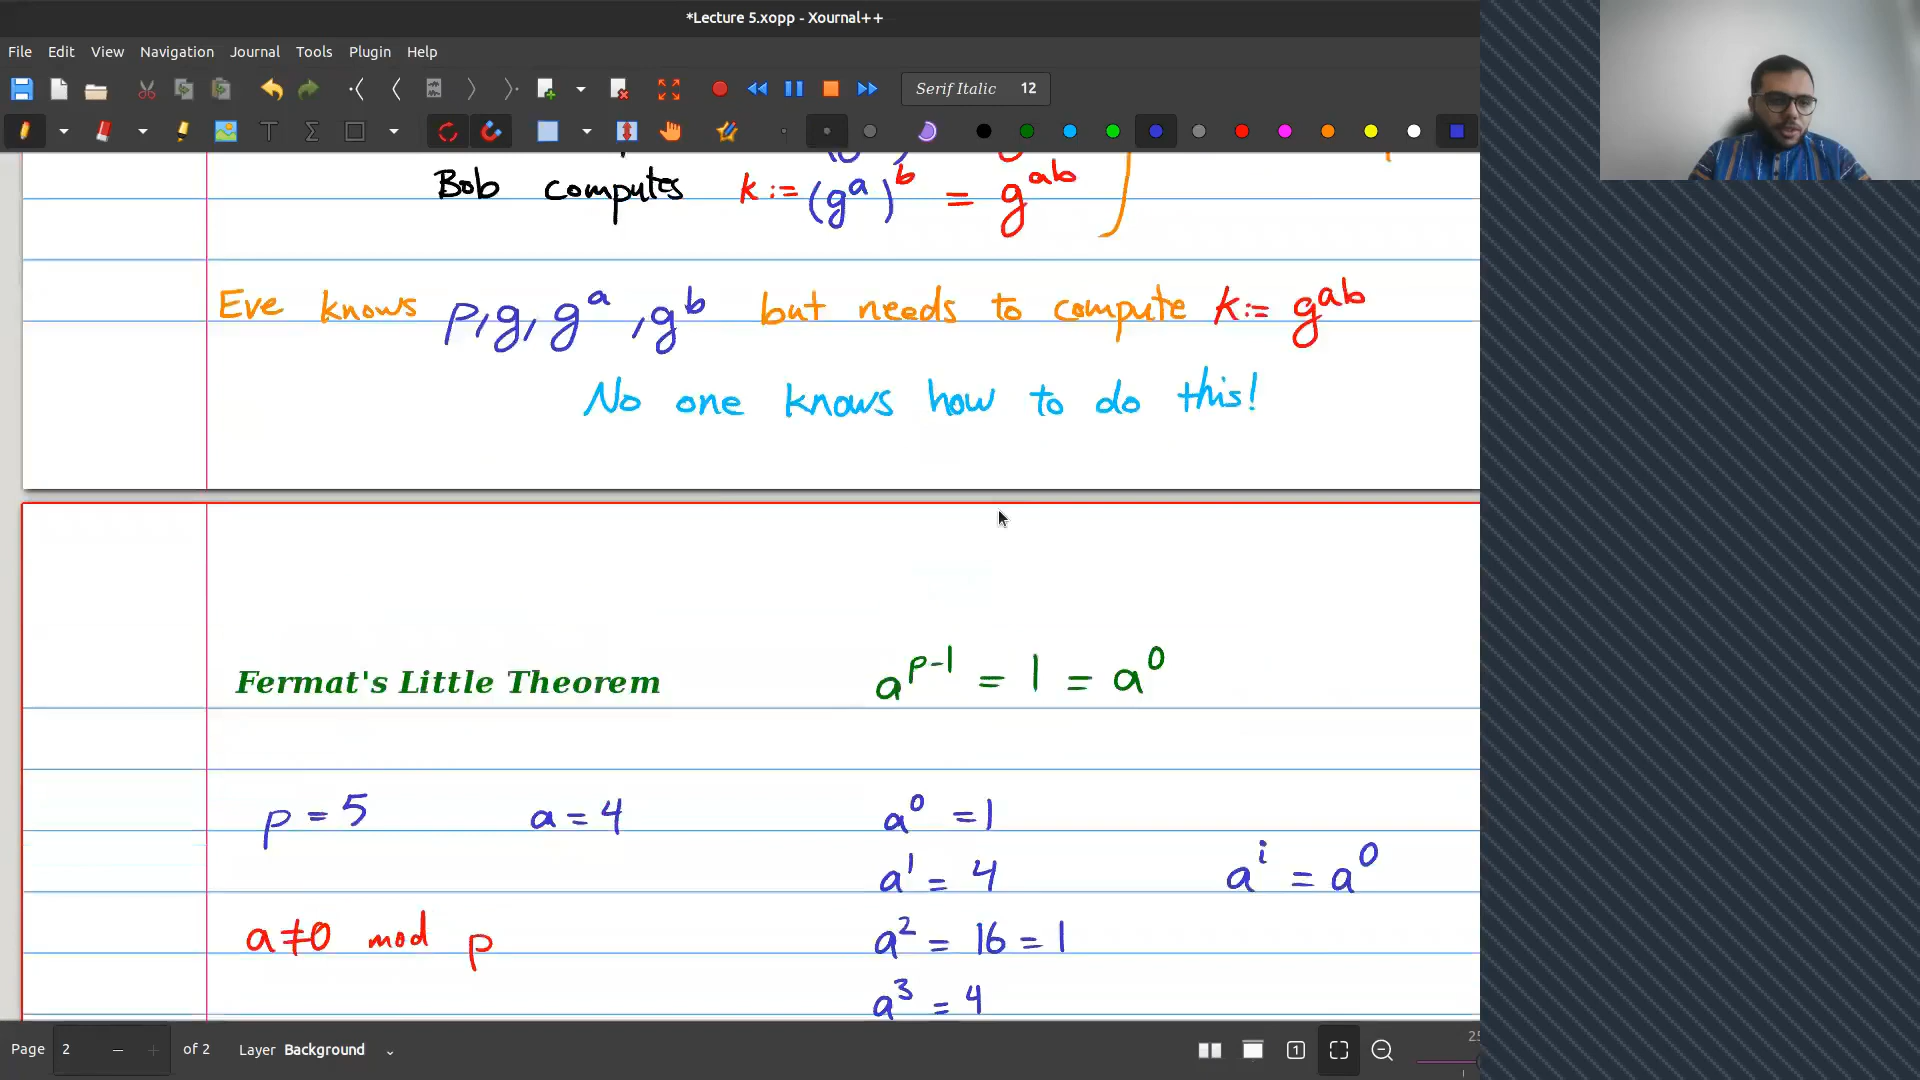 *Lecture 5.xopp - Xournal++
File Edit View Navigation Journal Tools Plugin Help
Serif Italic 12
Bob computes k := (g^a)^b = g^ab
Eve knows p, g, g^a, g^b but needs to compute k := g^ab
No one knows how to do this!
Fermat's Little Theorem a^p-1 = 1 = a^0
p = 5 a = 4 a^0 = 1
a^1 = 4 a^i = a^0
a≠0 mod p a^2 = 16 = 1
a^3 = 4
Page 2 of 2 Layer Background